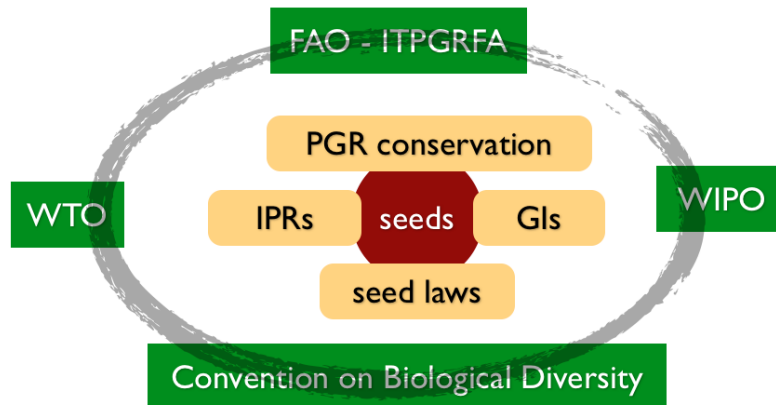 FAO - ITPGRFA
PGR conservation
WTO
IPRs
seeds
GIs
WIPO
seed laws
Convention on Biological Diversity